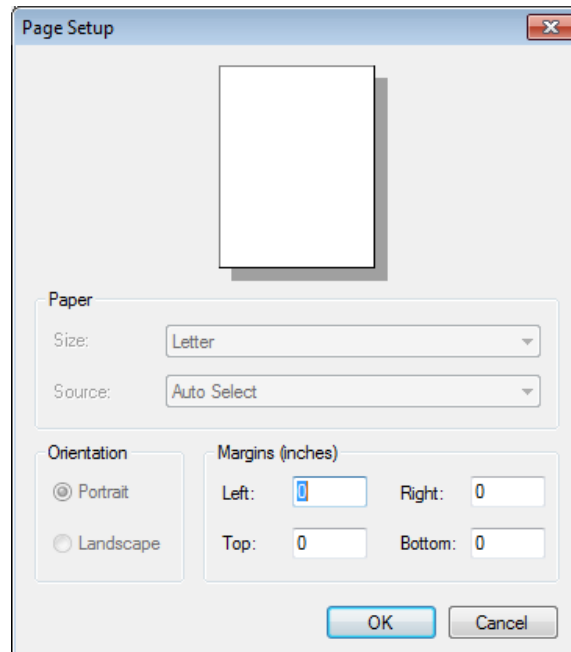 Page Setup
Paper
Size: Letter
Source: Auto Select
Orientation
Portrait
Landscape
Margins (inches)
Left: 0 Right: 0
Top: 0 Bottom: 0
OK Cancel